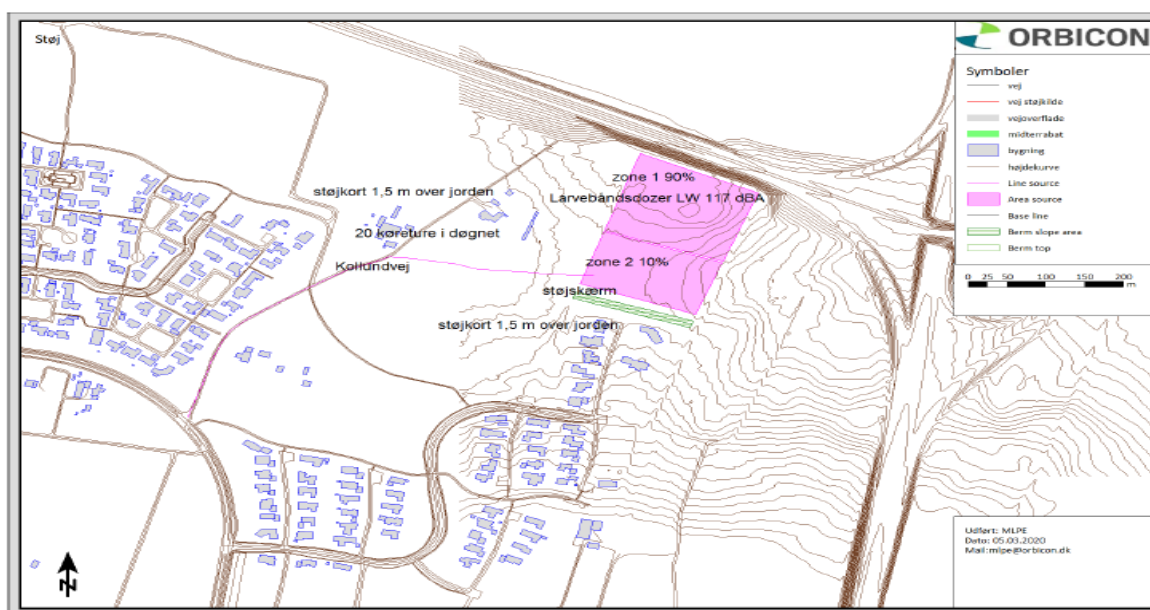 Støj
ORBICON
Symboler
vej
vej støjkilde
vejoverflade
midterrabat
bygning
højdekurve
Line source
Area source
Base line
Berm slope area
Berm top
0 25 50 100 150 200
m
zone 1 90%
støjkort 1,5 m over jorden
Larvebåndsdozer LW 117 dBA
20 køreture i døgnet
Kollundvej
zone 2 10%
støjskærm
støjkort 1,5 m over jorden
N
Udført: MLPE
Dato: 05.03.2020
Mail:mlpe@orbicon.dk